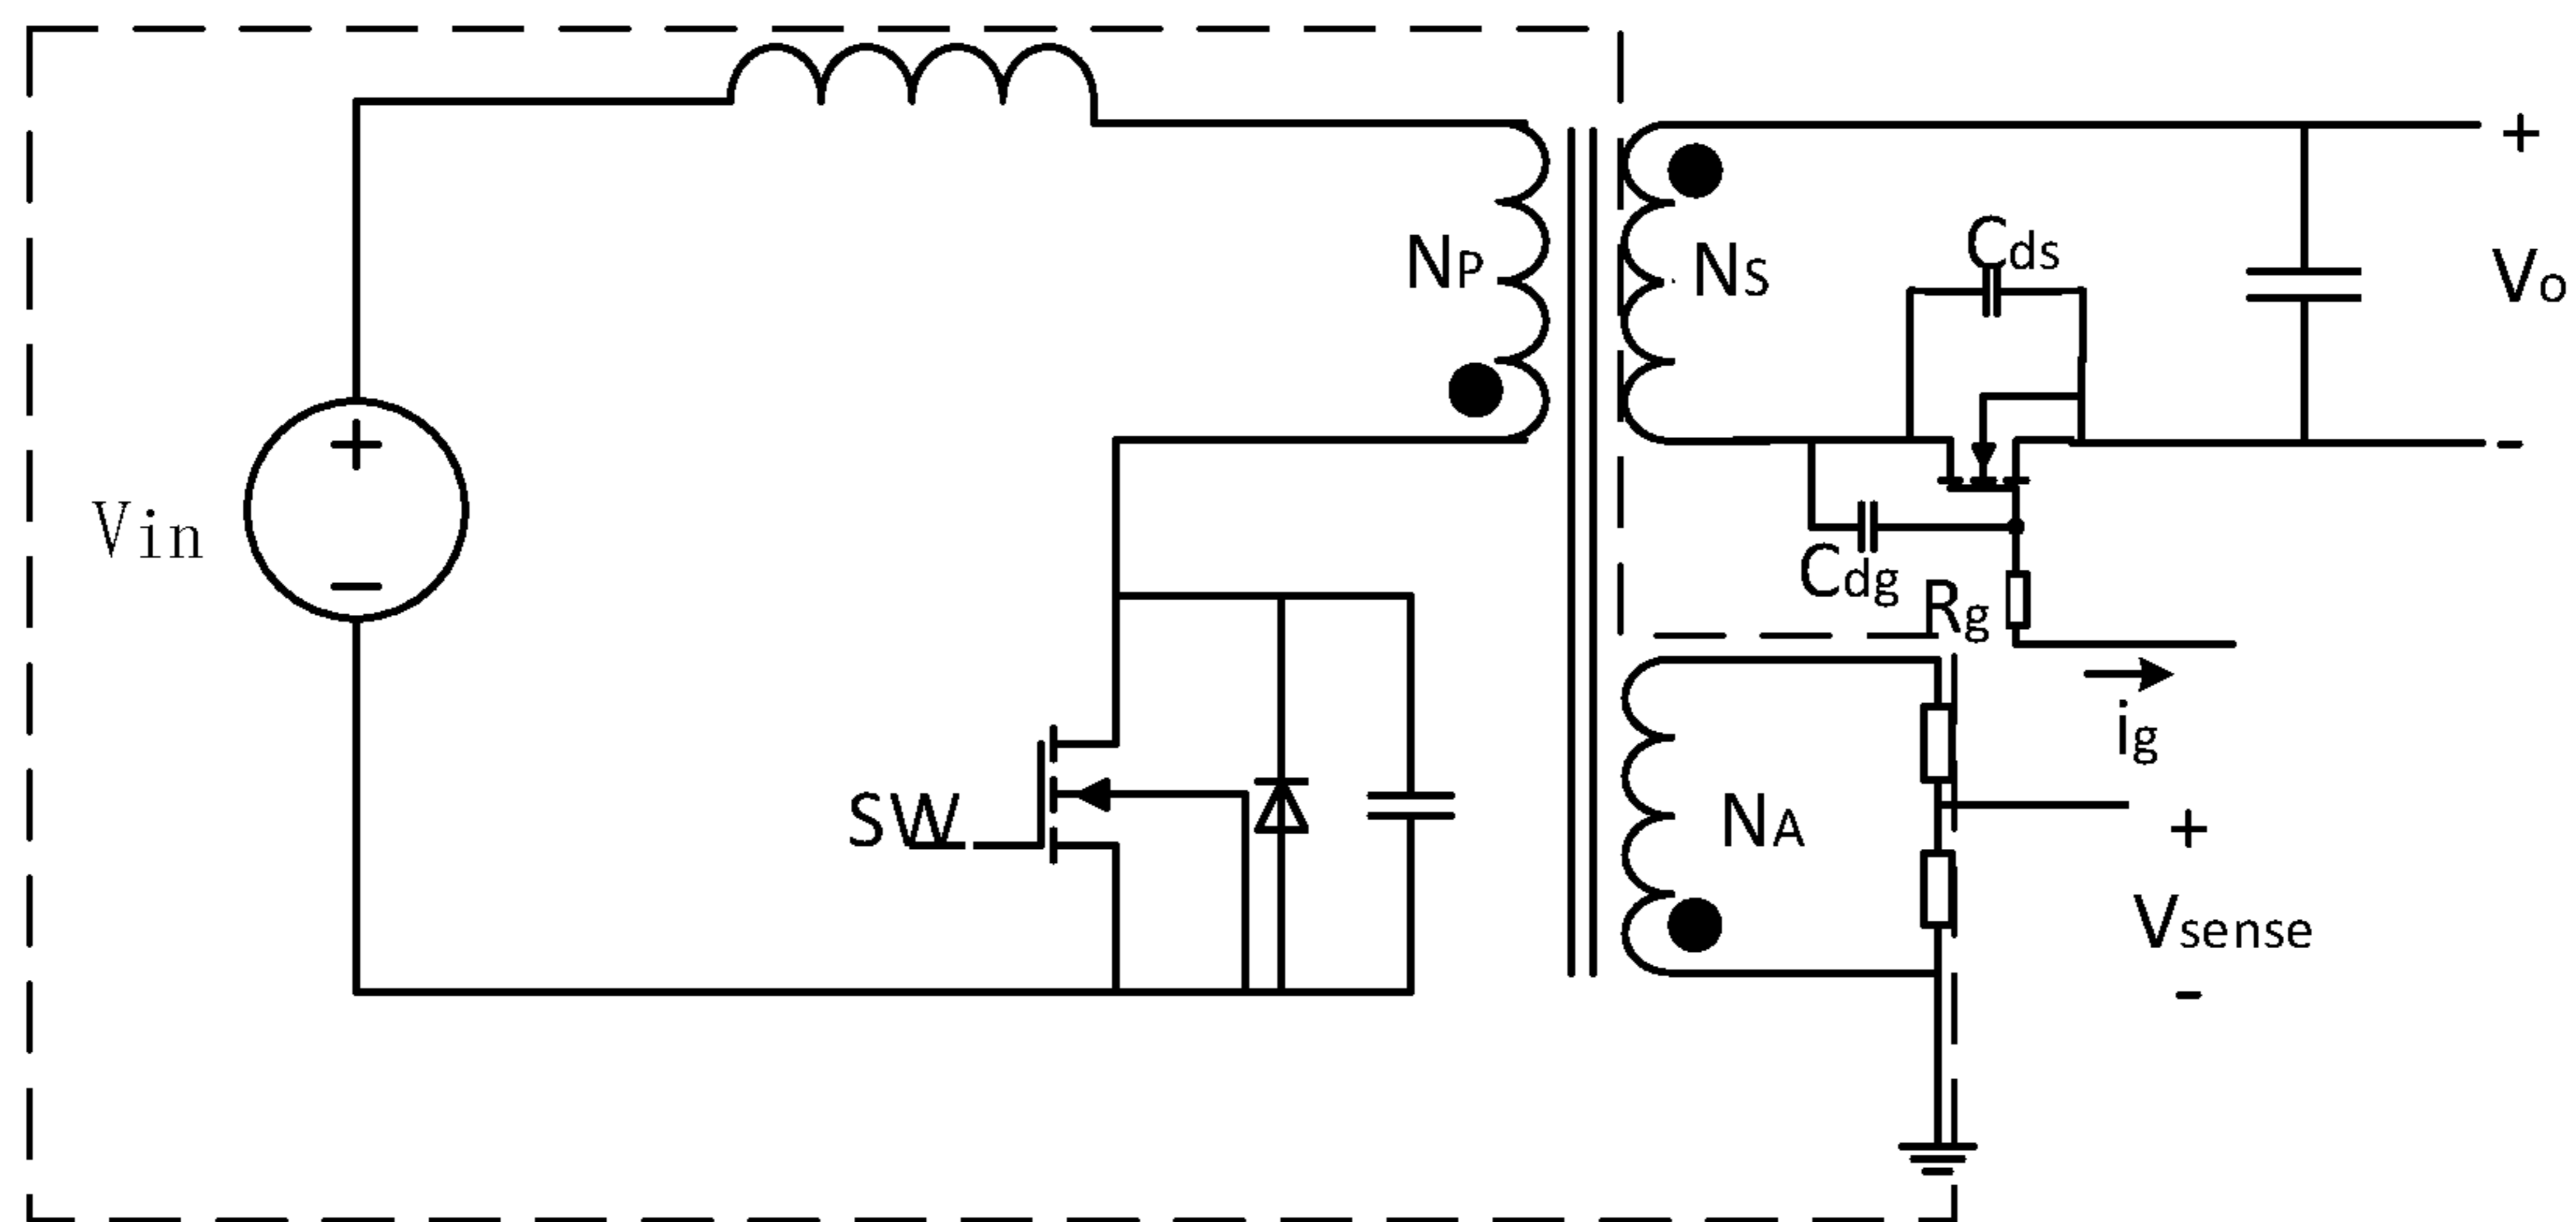 +
NP
NS
Cds
Vo
+
-
Vin
−
Cdg
Rg
ig
SW
NA
+
Vsense
-